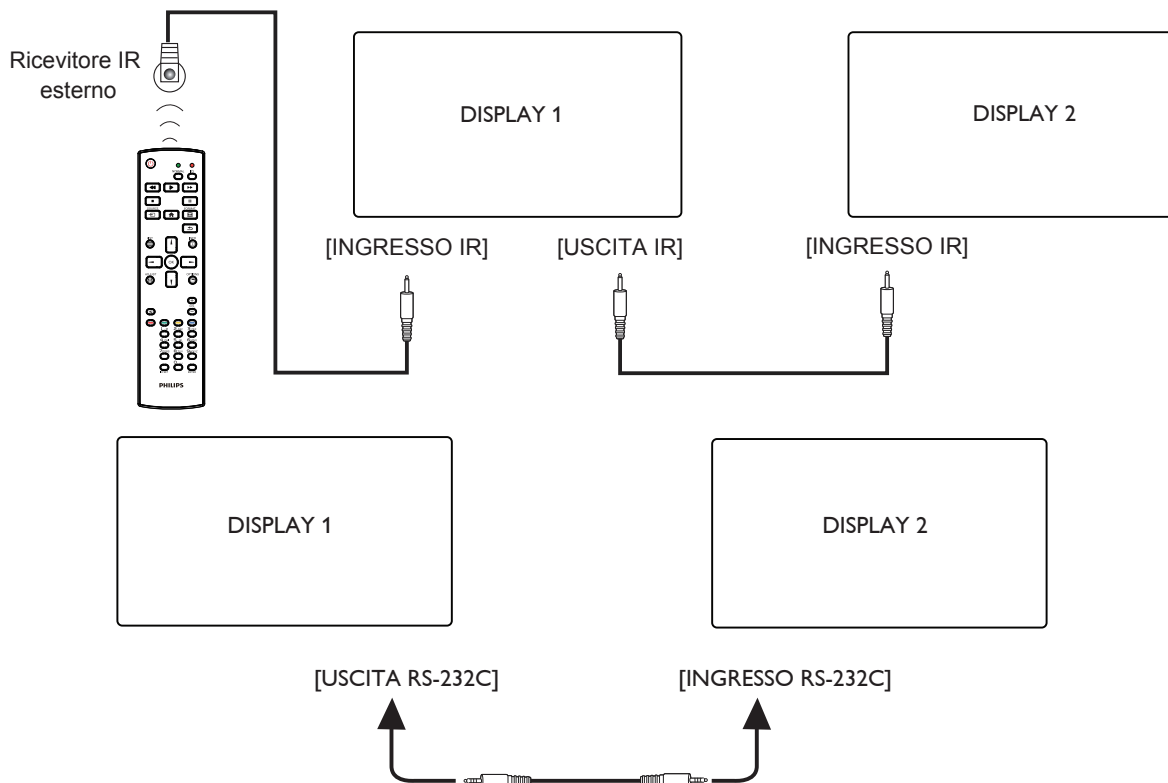 Ricevitore IR
esterno
DISPLAY 1
DISPLAY 2
[INGRESSO IR]
[USCITA IR]
[INGRESSO IR]
PHILIPS
DISPLAY 1
DISPLAY 2
[USCITA RS-232C]
[INGRESSO RS-232C]